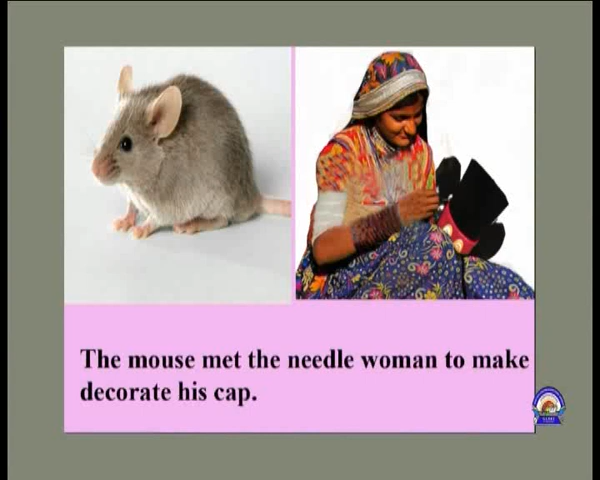 The mouse met the needle woman to make
decorate his cap.